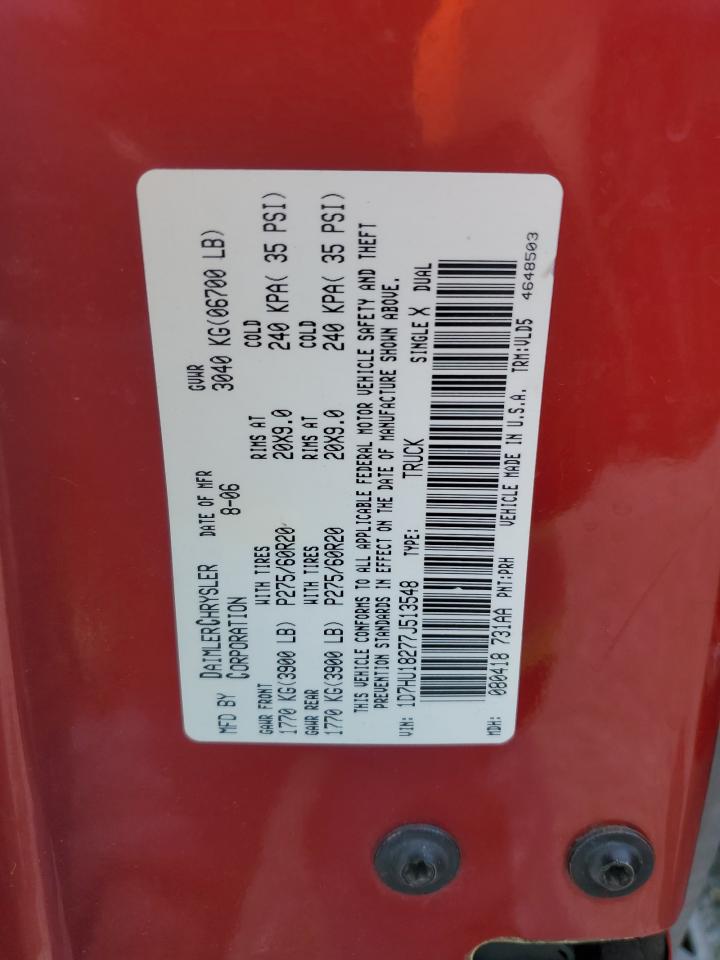 MFD BY DAIMLERCHRYSLER CORPORATION
DATE OF MFR 8-06
GVWR 3040 KG(06700 LB)
GAWR FRONT WITH TIRES RIMS AT COLD
1770 KG(3900 LB) P275/60R20 20X9.0 240 KPA( 35 PSI)
GAWR REAR WITH TIRES RIMS AT COLD
1770 KG(3900 LB) P275/60R20 20X9.0 240 KPA( 35 PSI)
THIS VEHICLE CONFORMS TO ALL APPLICABLE FEDERAL MOTOR VEHICLE SAFETY AND THEFT
PREVENTION STANDARDS IN EFFECT ON THE DATE OF MANUFACTURE SHOWN ABOVE.
VIN: 1D7HU18277J513548 TYPE: TRUCK SINGLE X DUAL
MDH: 080418 731AA PNT:PRH VEHICLE MADE IN U.S.A. TRM:VLD5
4648503